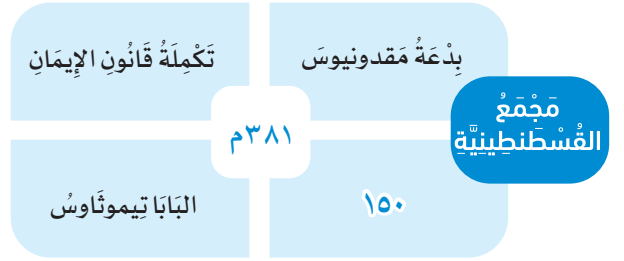 مَجْمَعُ
القُسْطَنطِينِيَّةِ
بِدْعَةُ مَقدونيوسَ
تَكْمِلَةُ قَانُونِ الإِيمَانِ
٣٨١م
١٥٠
البَابَا تِيموثَاوسُ